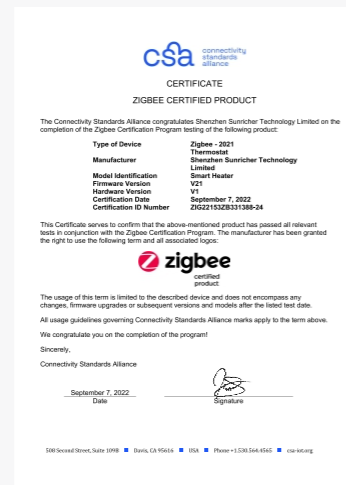 csa connectivity
standards
alliance
CERTIFICATE
ZIGBEE CERTIFIED PRODUCT
The Connectivity Standards Alliance congratulates Shenzhen Sunricher Technology Limited on the
completion of the Zigbee Certification Program testing of the following product:
Type of Device Zigbee - 2021
Thermostat
Manufacturer Shenzhen Sunricher Technology
Limited
Model Identification Smart Heater
Firmware Version V21
Hardware Version V1
Certification Date September 7, 2022
Certification ID Number ZIG22153ZB331388-24
This Certificate serves to confirm that the above-mentioned product has passed all relevant
tests in conjunction with the Zigbee Certification Program. The manufacturer has been granted
the right to use the following term and all associated logos:
zigbee
certified
product
The usage of this term is limited to the described device and does not encompass any
changes, firmware upgrades or subsequent versions and models after the listed test date.
All usage guidelines governing Connectivity Standards Alliance marks apply to the term above.
We congratulate you on the completion of the program!
Sincerely,
Connectivity Standards Alliance
September 7, 2022
Date Signature
508 Second Street, Suite 109B ■ Davis, CA 95616 ■ USA ■ Phone +1.530.564.4565 ■ csa-iot.org